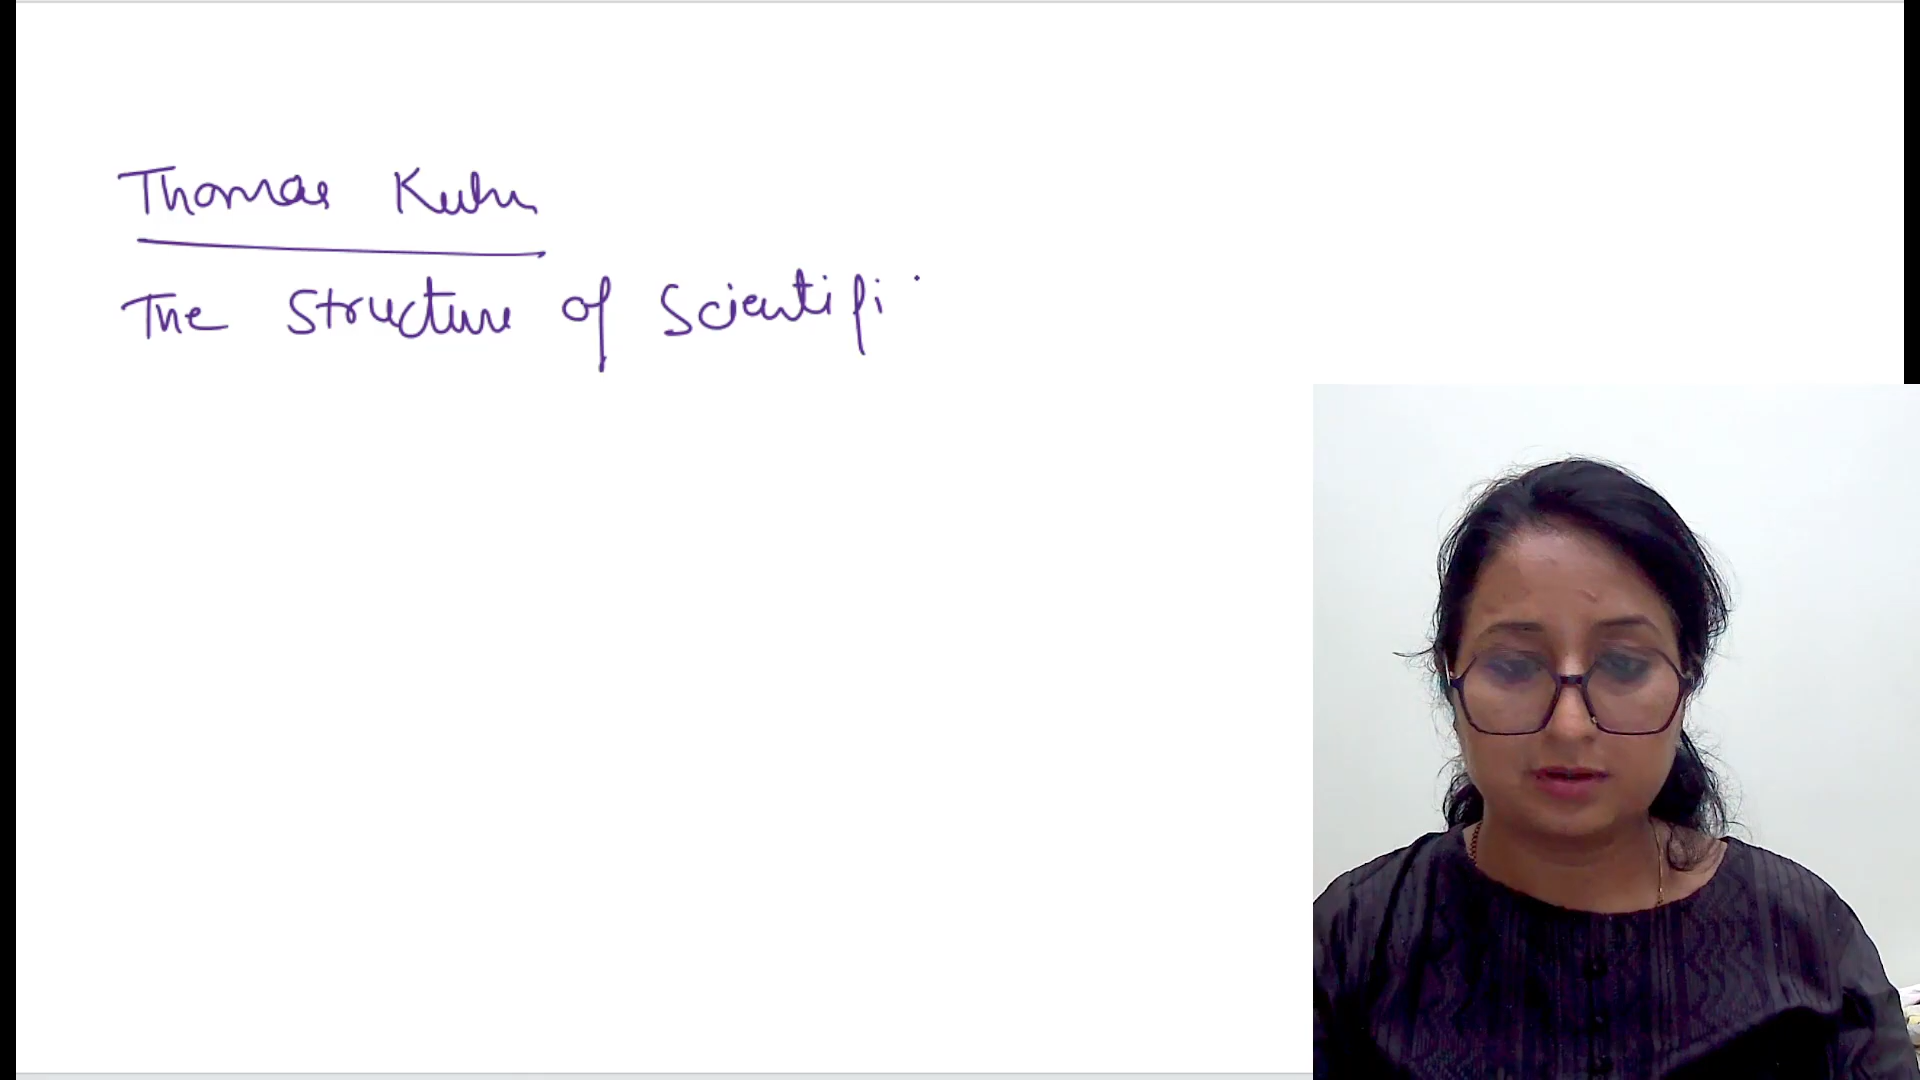 Thomas Kuhn
The Structure of Scientifi